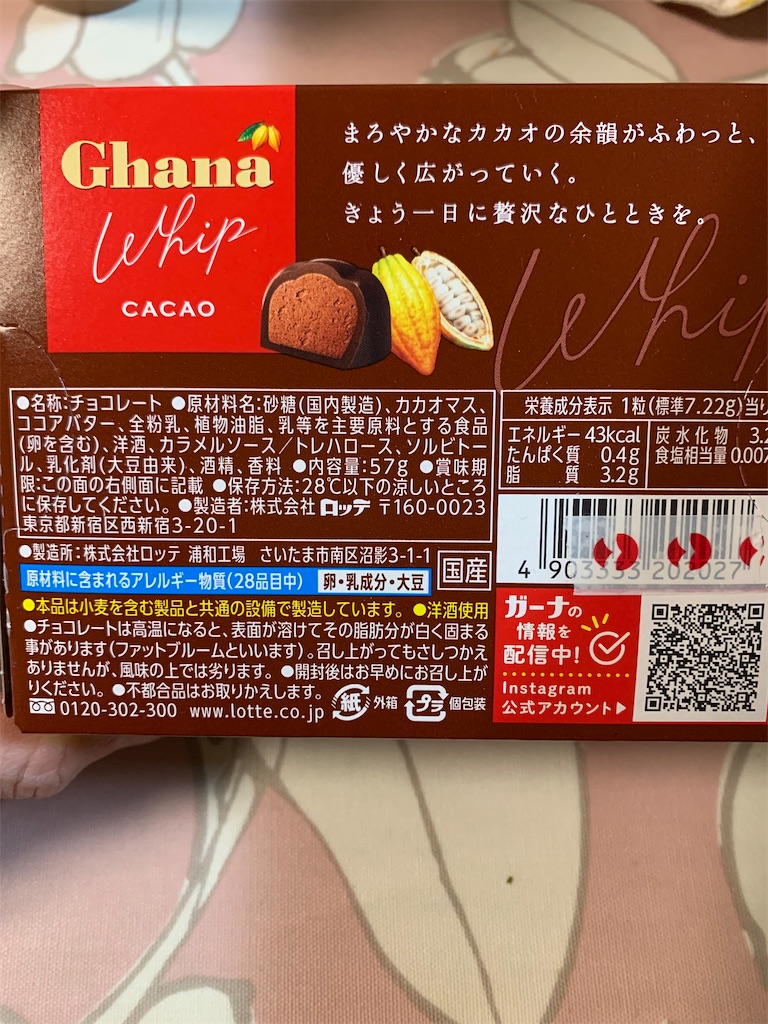 Ghana
Whip
CACAO
まろやかなカカオの余韻がふわっと、
優しく広がっていく。
きょう一日に贅沢なひとときを。
Whip
●名称:チョコレート ●原材料名:砂糖(国内製造)、カカオマス、
ココアバター、全粉乳、植物油脂、乳等を主要原料とする食品
(卵を含む)、洋酒、カラメルソース/トレハロース、ソルビトー
ル、乳化剤(大豆由来)、酒精、香料 ●内容量:57g ●賞味期
限:この面の右側面に記載 ●保存方法:28℃以下の涼しいところ
に保存してください。●製造者:株式会社 ロッテ 〒160-0023
東京都新宿区西新宿3-20-1
●製造所:株式会社ロッテ 浦和工場 さいたま市南区沼影3-1-1
原材料に含まれるアレルギー物質(28品目中) 卵・乳成分・大豆
国産
●本品は小麦を含む製品と共通の設備で製造しています。 ●洋酒使用
●チョコレートは高温になると、表面が溶けてその脂肪分が白く固まる
事があります(ファットブルームといいます)。召し上がってもさしつかえ
ありませんが、風味の上では劣ります。 ●開封後はお早めにお召し上が
りください。 ●不都合品はお取りかえします。
0120-302-300 www.lotte.co.jp 紙 外箱 プラ 個包装
栄養成分表示 1粒(標準7.22g)当り
エネルギー 43kcal
たんぱく質 0.4g
脂質 3.2g
炭水化物 3.2
食塩相当量 0.007
4 903333 202027
ガーナの
情報を
配信中!
Instagram
公式アカウント▶